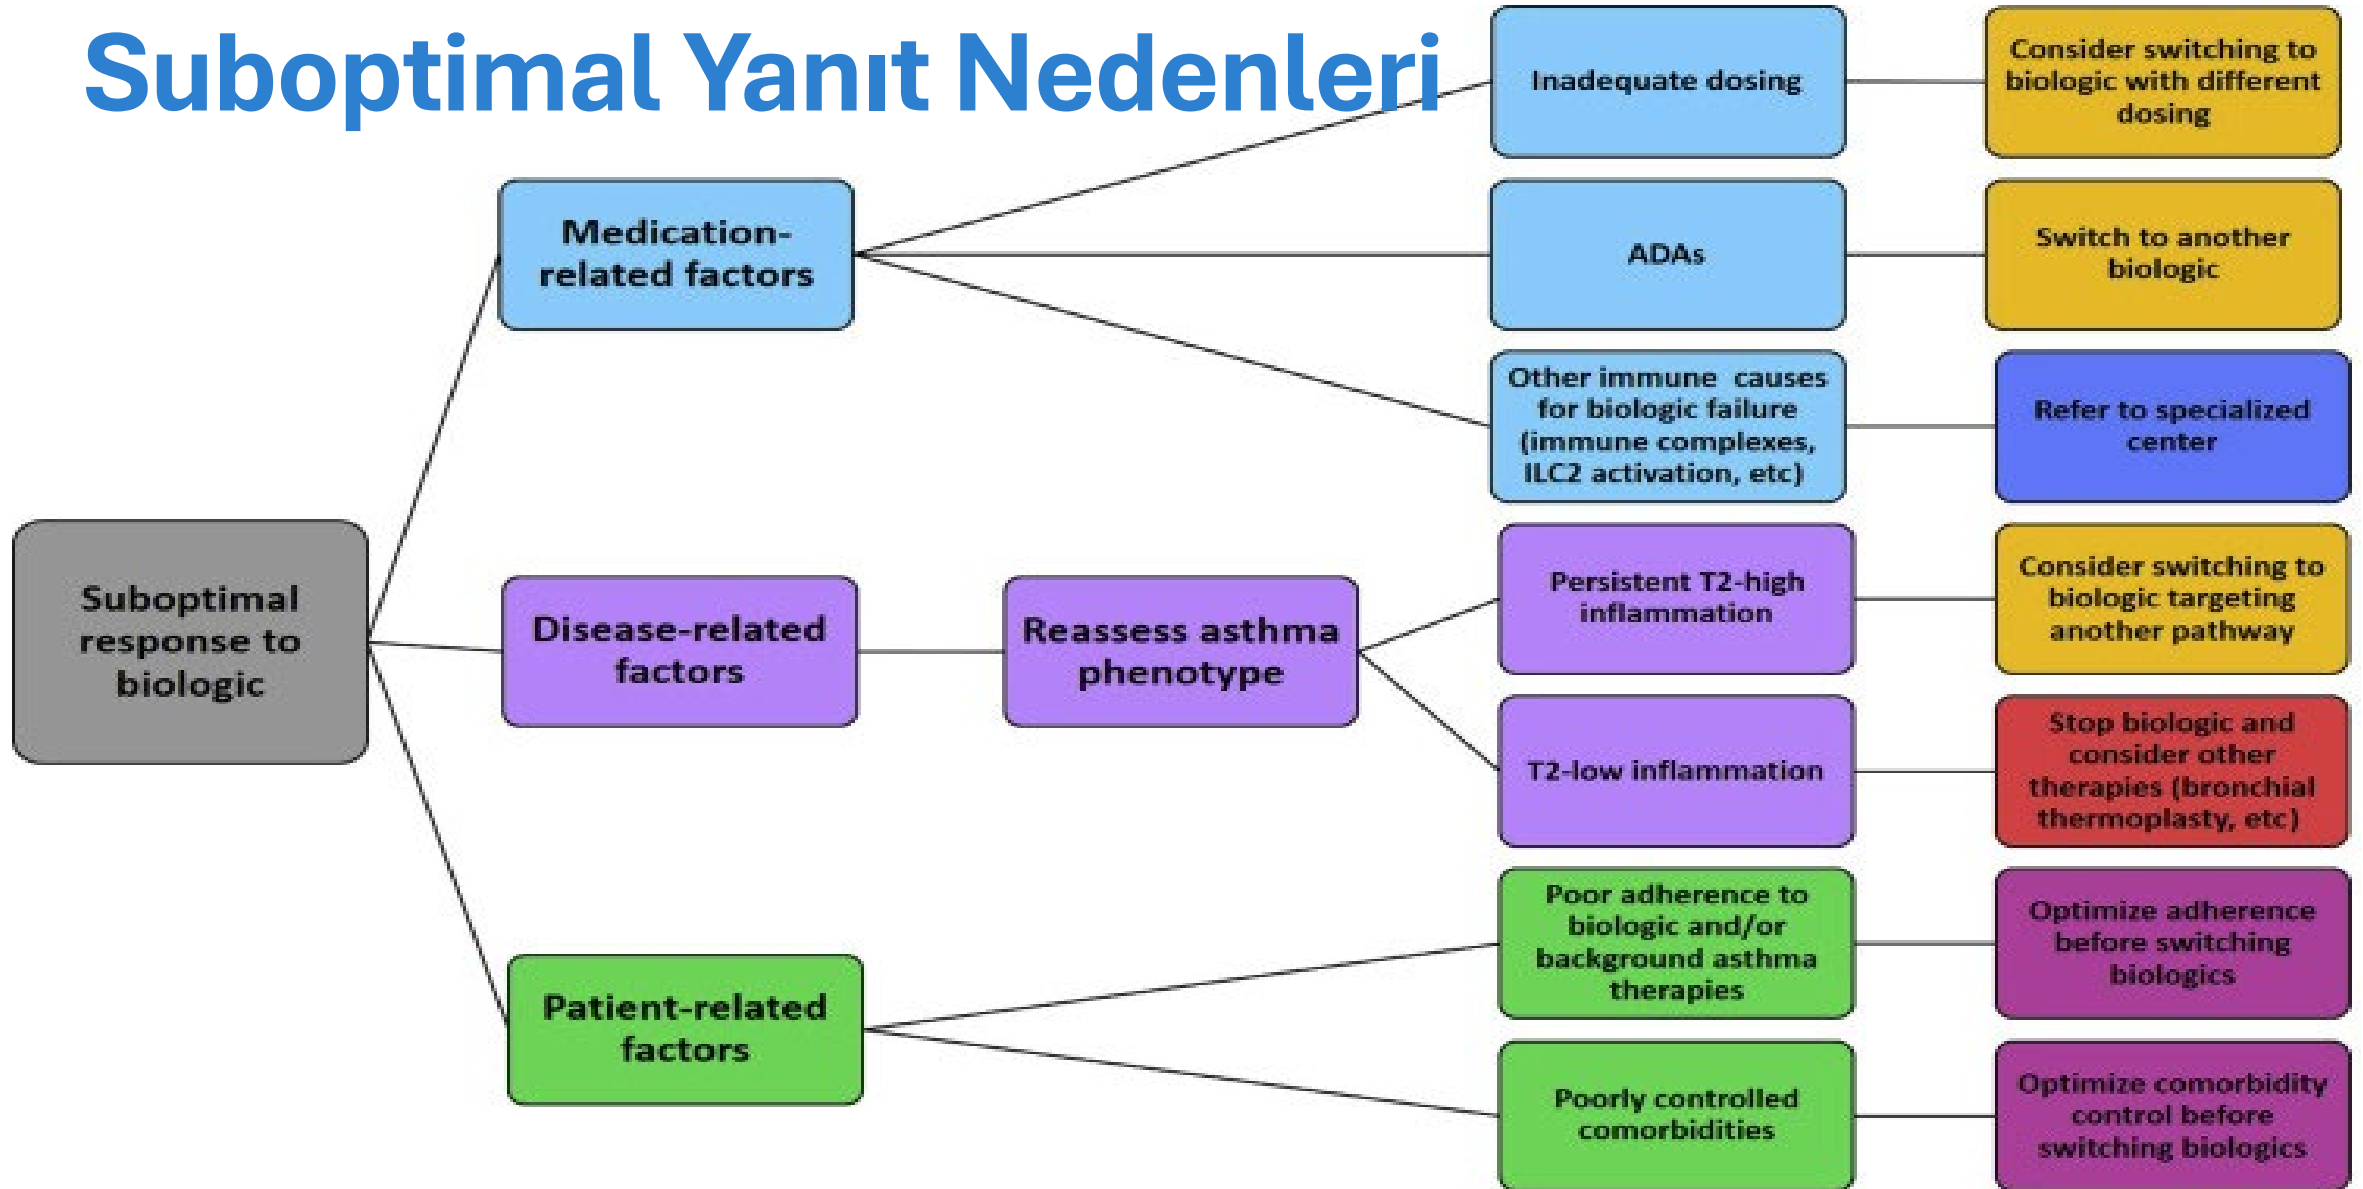 Suboptimal Yanıt Nedenleri
Inadequate dosing
Consider switching to
biologic with different
dosing
Medication-
related factors
ADAs
Switch to another
biologic
Other immune causes
for biologic failure
(immune complexes,
ILC2 activation, etc)
Refer to specialized
center
Suboptimal
response to
biologic
Disease-related
factors
Reassess asthma
phenotype
Persistent T2-high
inflammation
Consider switching to
biologic targeting
another pathway
T2-low inflammation
Stop biologic and
consider other
therapies (bronchial
thermoplasty, etc)
Patient-related
factors
Poor adherence to
biologic and/or
background asthma
therapies
Optimize adherence
before switching
biologics
Poorly controlled
comorbidities
Optimize comorbidity
control before
switching biologics